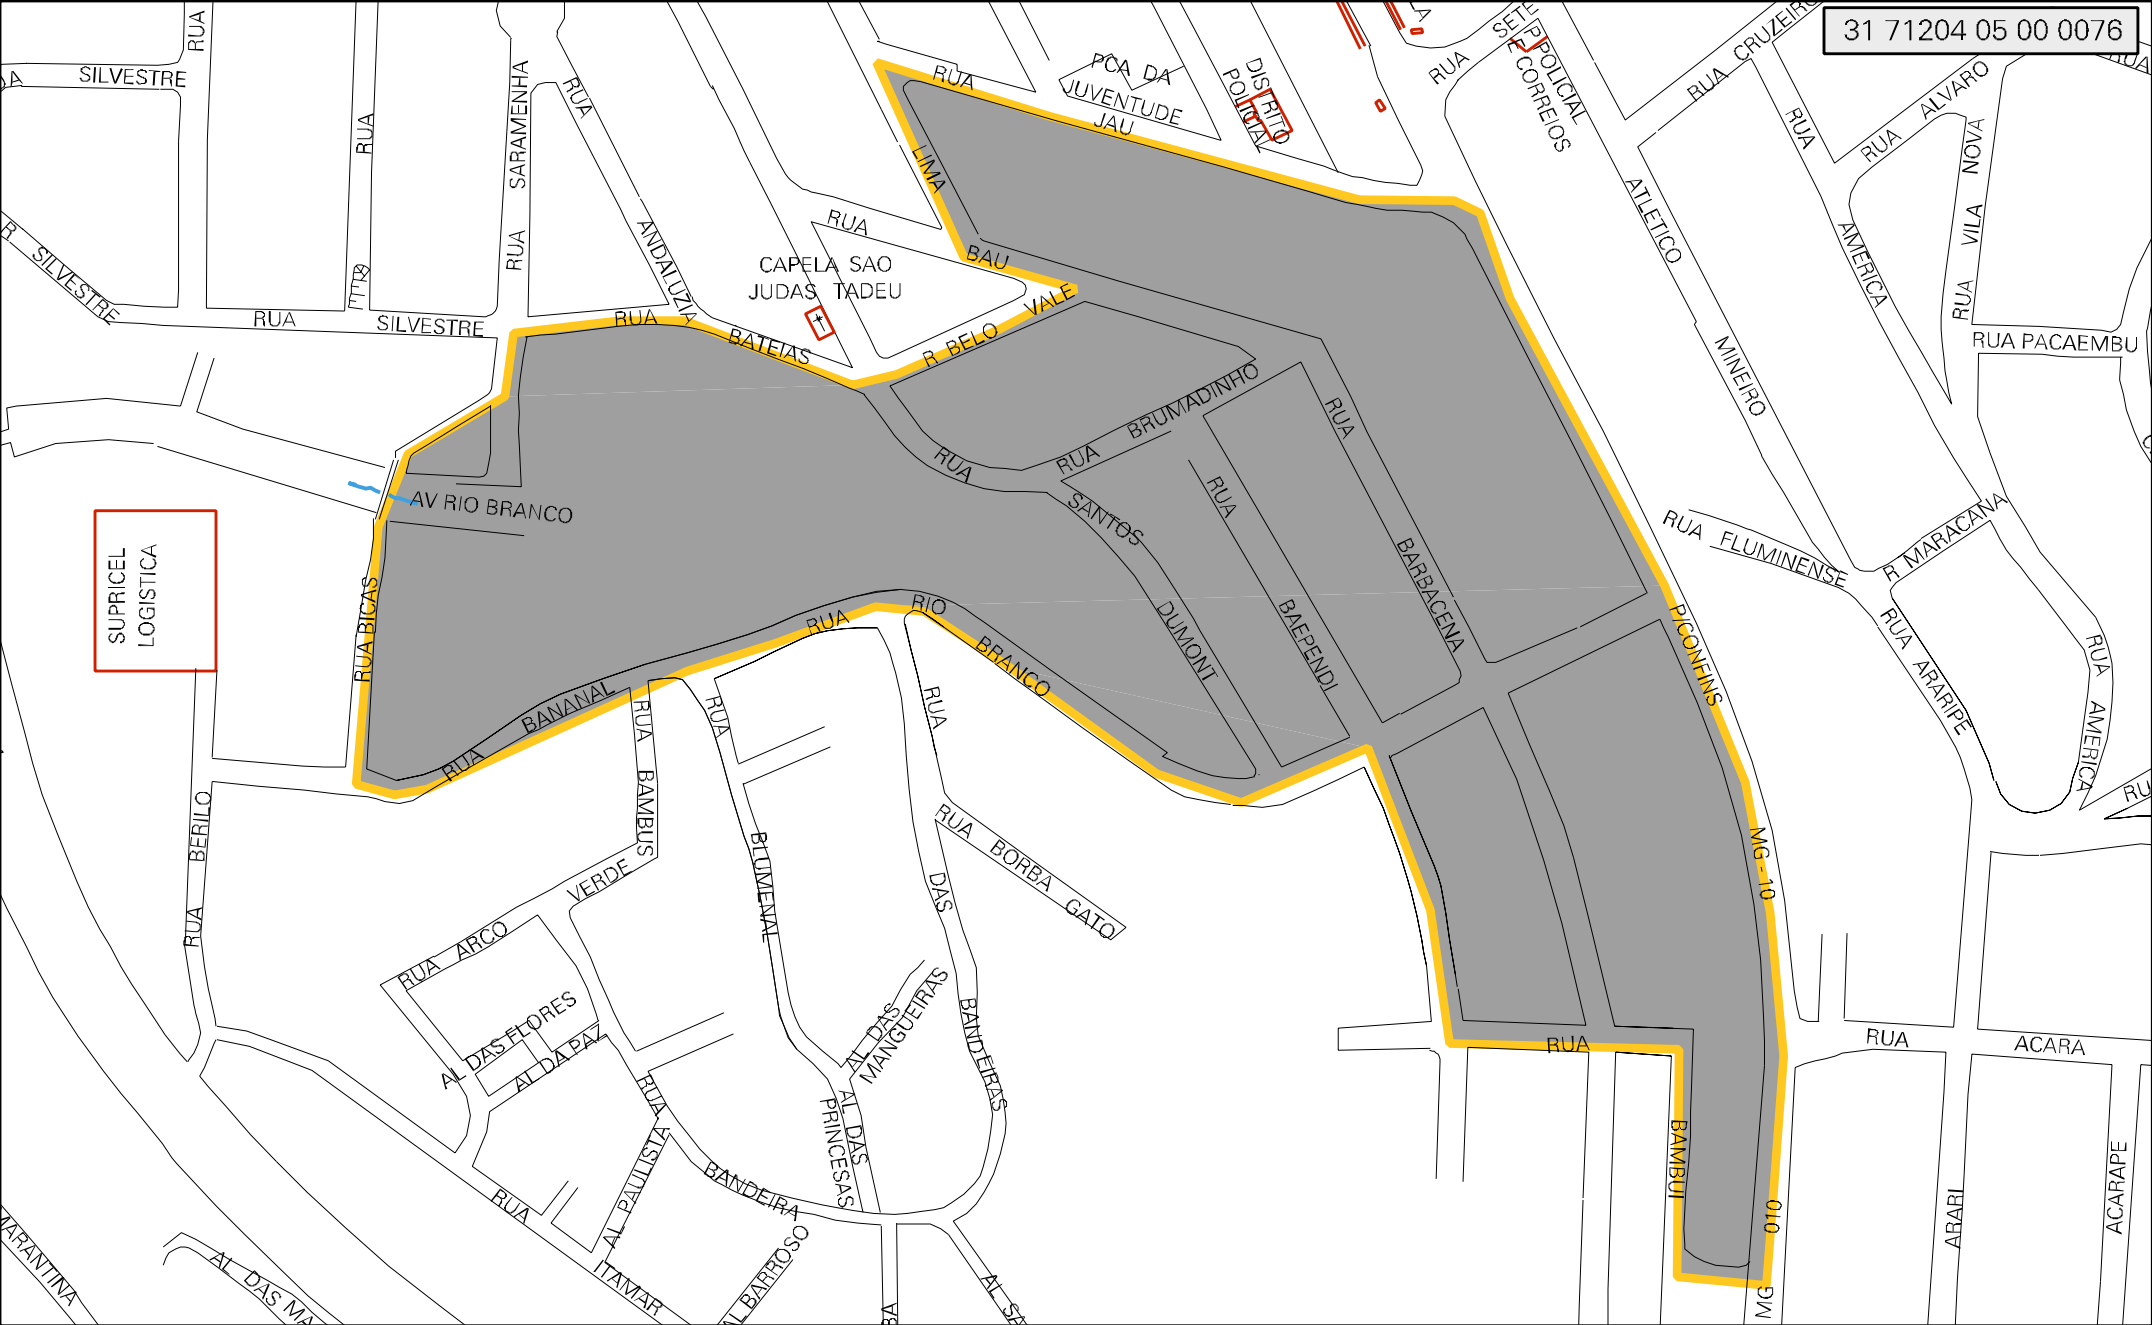 31 71204 05 00 0076
RUA
SILVESTRE
RUA
RUA SARAMENHA
RUA
ANDALUZIA
R SILVESTRE
RUA
SILVESTRE
RUA
BATEIAS
CAPELA SAO
JUDAS TADEU
RUA
BAU
LIMA
RUA
JAU
PCA DA
JUVENTUDE
DISTRITO
POLICIAL
RUA
SETE
P POLICIAL
E CORREIOS
RUA CRUZEIRO
RUA ALVARO
RUA
AMERICA
RUA VILA NOVA
RUA PACAEMBU
ATLETICO
MINEIRO
R BELO VALE
RUA BRUMADINHO
RUA
BARBACENA
RUA
BAEPENDI
RUA
SANTOS
DUMONT
AV RIO BRANCO
SUPRICEL
LOGISTICA
RUA BICAS
RUA BANANAL
RUA
RIO
BRANCO
RUA FLUMINENSE
R MARACANA
RUA ARARIPE
RUA AMERICA
P/CONFINS
MG - 10
RUA BAMBUS
RUA
BLUMENAL
RUA
DAS
BANDEIRAS
RUA BORBA GATO
RUA BERILO
RUA ARCO VERDE
AL DAS FLORES
AL DA PAZ
AL DAS
MANGUEIRAS
AL DAS
PRINCESAS
RUA
BANDEIRA
AL PAULISTA
AL BARROSO
RUA
ITAMAR
AL DAS MA
MARANTINA
AL SA
BA
RUA
BAMBUI
MG 010
RUA
ACARA
ARARI
ACARAPE
RU